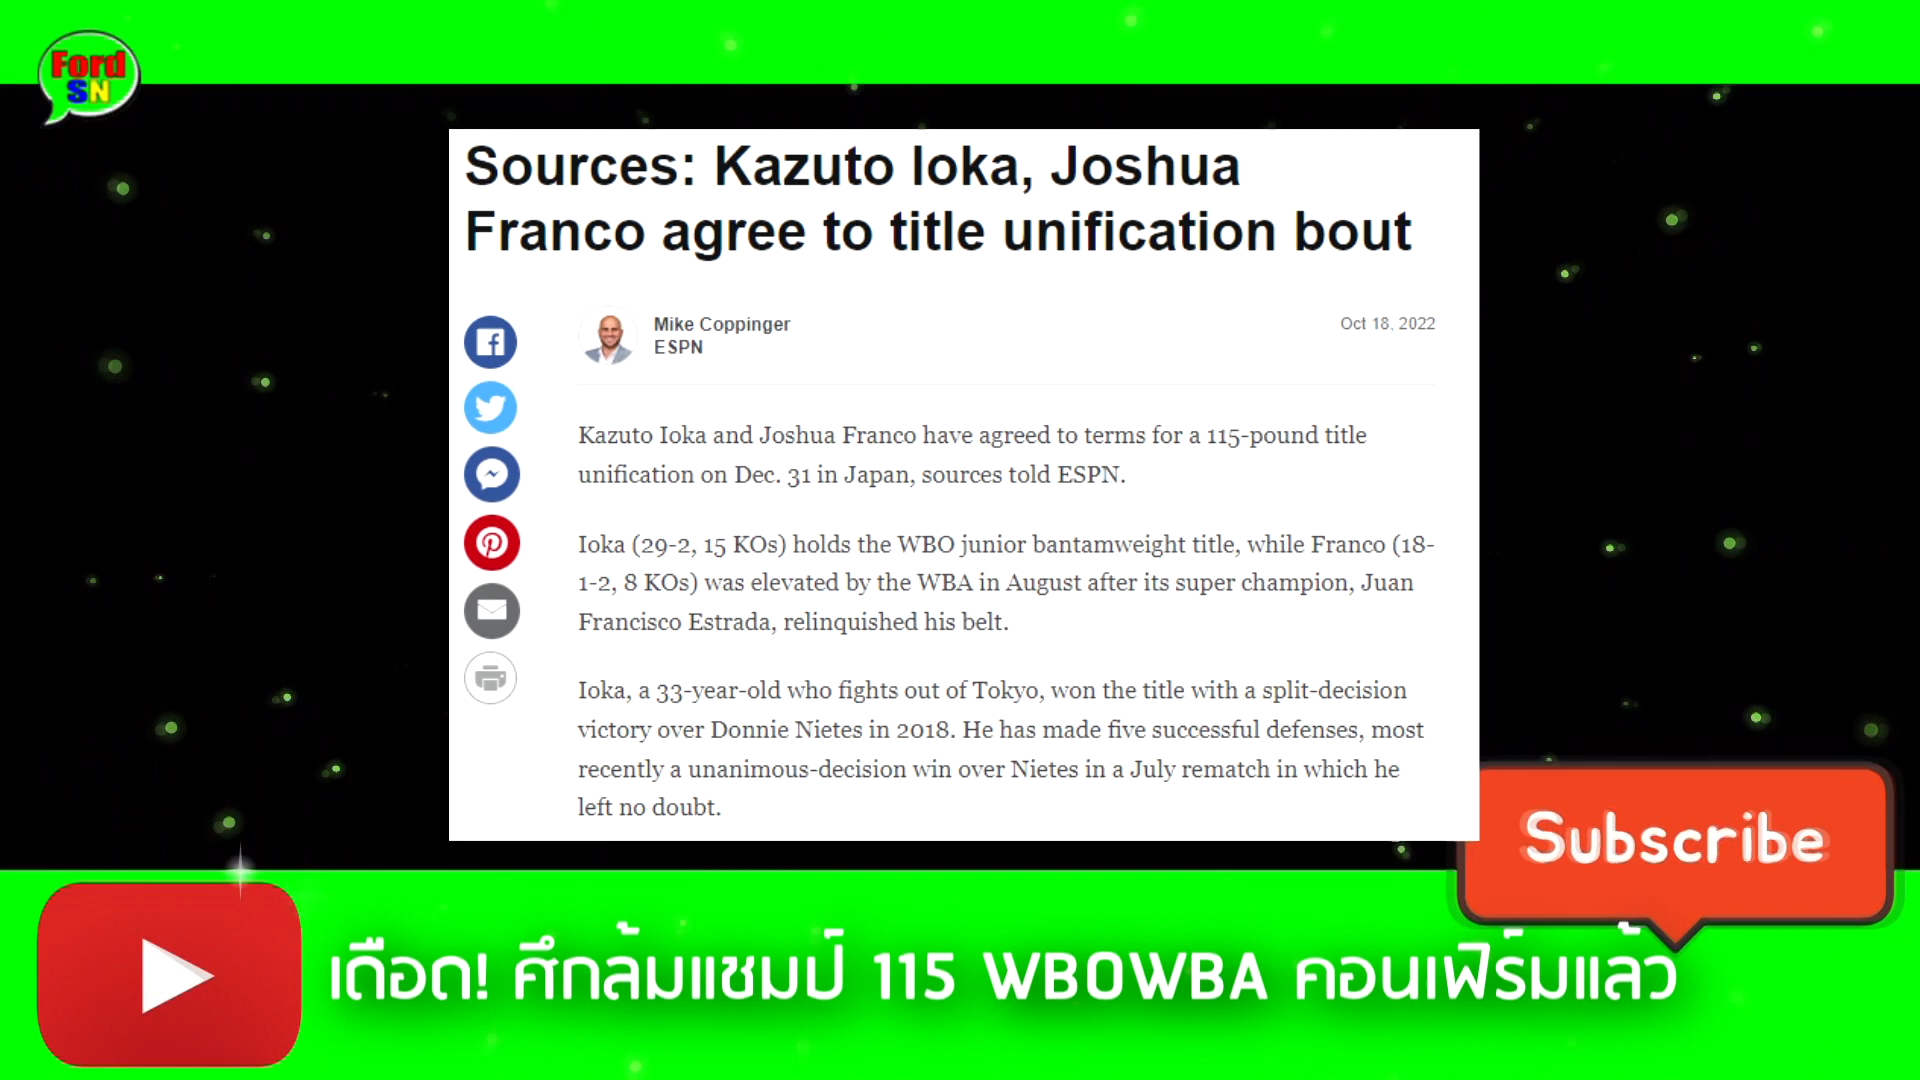 Ford
SN
Sources: Kazuto Ioka, Joshua
Franco agree to title unification bout
Mike Coppinger
ESPN
Oct 18, 2022
Kazuto Ioka and Joshua Franco have agreed to terms for a 115-pound title
unification on Dec. 31 in Japan, sources told ESPN.
Ioka (29-2, 15 KOs) holds the WBO junior bantamweight title, while Franco (18-
1-2, 8 KOs) was elevated by the WBA in August after its super champion, Juan
Francisco Estrada, relinquished his belt.
Ioka, a 33-year-old who fights out of Tokyo, won the title with a split-decision
victory over Donnie Nietes in 2018. He has made five successful defenses, most
recently a unanimous-decision win over Nietes in a July rematch in which he
left no doubt.
Subscribe
เดือด! ศึกล้มแชมป์ 115 WBOWBA คอนเฟิร์มแล้ว